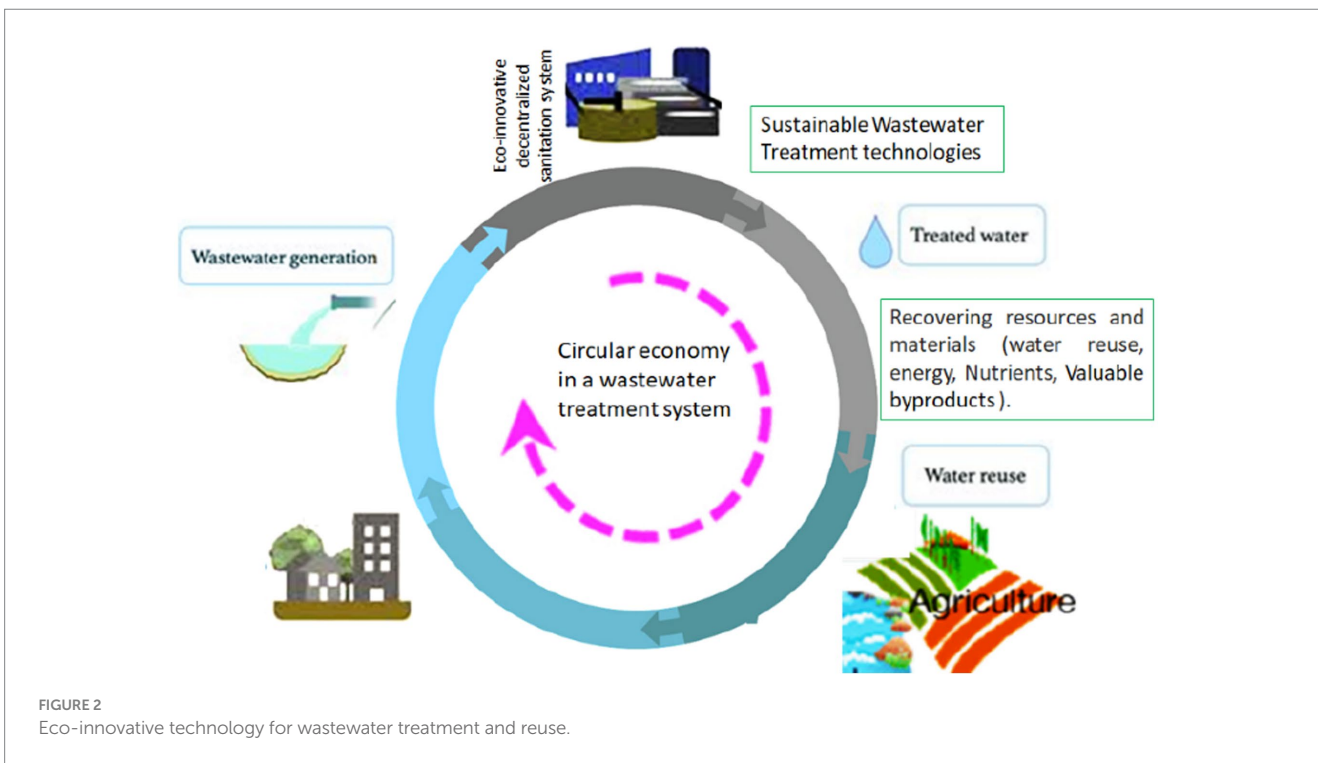 Eco-innovative
decentralized
sanitation system
Sustainable Wastewater
Treatment technologies
Treated water
Wastewater generation
Recovering resources and
materials (water reuse,
energy, Nutrients, Valuable
byproducts).
Circular economy
in a wastewater
treatment system
Water reuse
Agriculture
FIGURE 2
Eco-innovative technology for wastewater treatment and reuse.